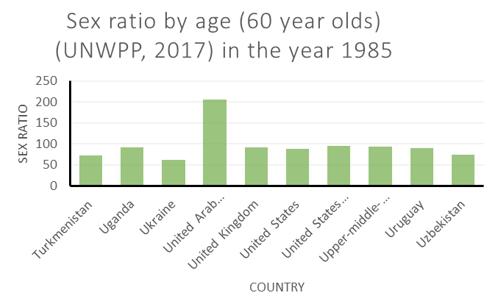 Sex ratio by age (60 year olds)
(UNWPP, 2017) in the year 1985
250
200
150
100
50
0
SEX RATIO
Turkmenistan
Uganda
Ukraine
United Arab...
United Kingdom
United States
United States...
Upper-middle-...
Uruguay
Uzbekistan
COUNTRY